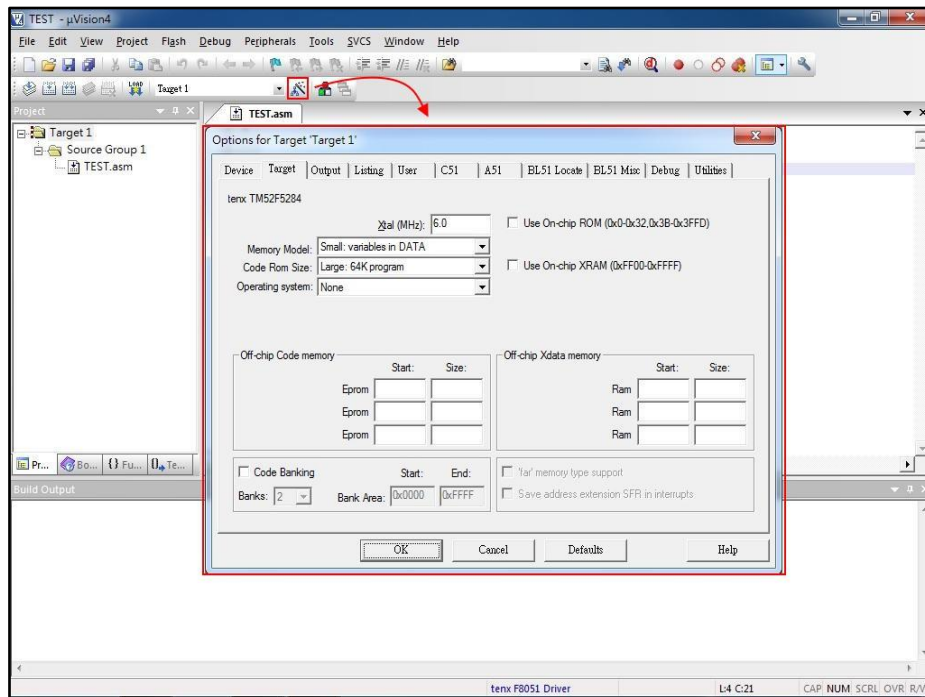 TEST - µVision4
File Edit View Project Flash Debug Peripherals Tools SVCS Window Help
LOAD Target 1
Project
TEST.asm
Target 1
Source Group 1
TEST.asm
Options for Target 'Target 1'
Device Target Output Listing User C51 A51 BL51 Locate BL51 Misc Debug Utilities
tenx TM52F5284
Xtal (MHz): 6.0
Use On-chip ROM (0x0-0x32,0x3B-0x3FFD)
Memory Model: Small: variables in DATA
Code Rom Size: Large: 64K program
Use On-chip XRAM (0xFF00-0xFFFF)
Operating system: None
Off-chip Code memory
Start: Size:
Eprom
Eprom
Eprom
Off-chip Xdata memory
Start: Size:
Ram
Ram
Ram
Code Banking Start: End:
Banks: 2 Bank Area: 0x0000 0xFFFF
'far' memory type support
Save address extension SFR in interrupts
OK Cancel Defaults Help
Pr... Bo... {} Fu... 0 Te...
Build Output
tenx F8051 Driver L:4 C:21 CAP NUM SCRL OVR R/W